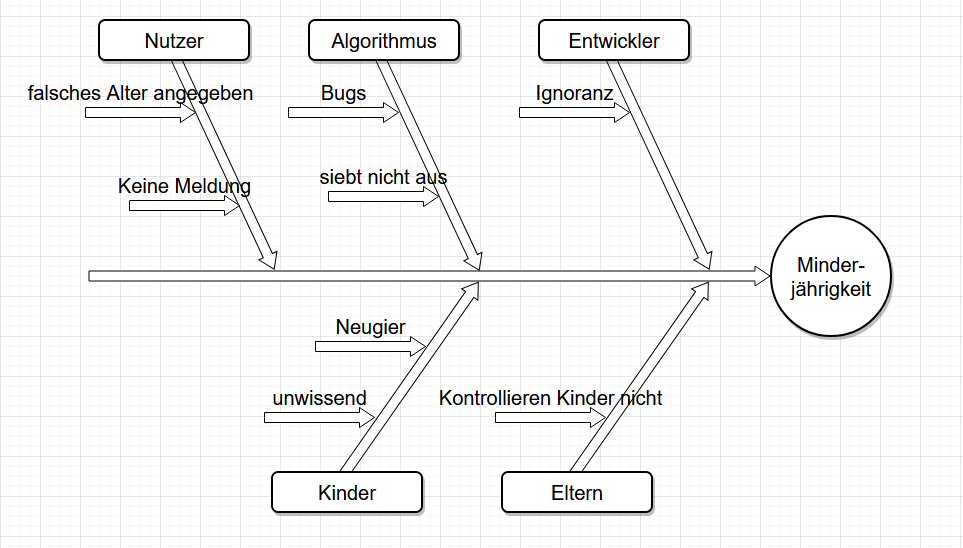 Nutzer
Algorithmus
Entwickler
falsches Alter angegeben
Bugs
Ignoranz
Keine Meldung
siebt nicht aus
Minder-
jährigkeit
Neugier
unwissend
Kontrollieren Kinder nicht
Kinder
Eltern